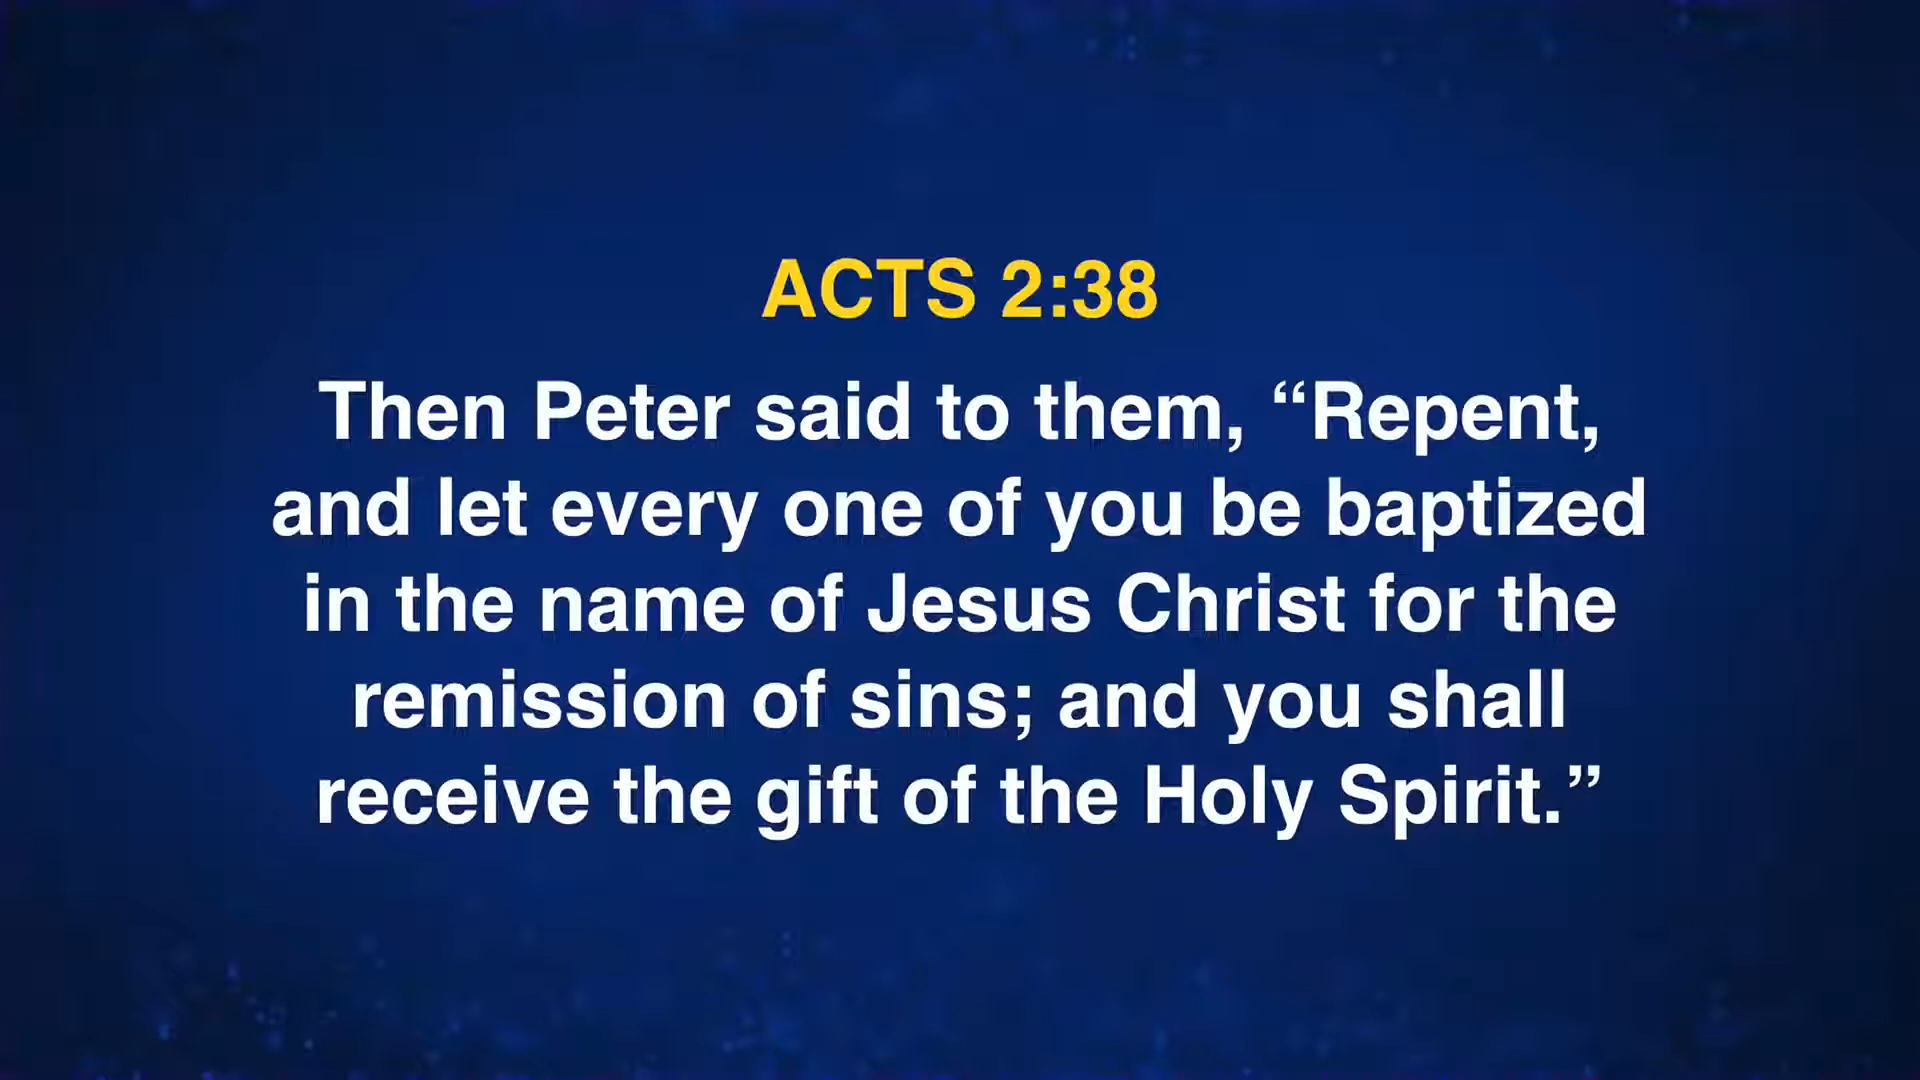 ACTS 2:38
Then Peter said to them, “Repent,
and let every one of you be baptized
in the name of Jesus Christ for the
remission of sins; and you shall
receive the gift of the Holy Spirit.”